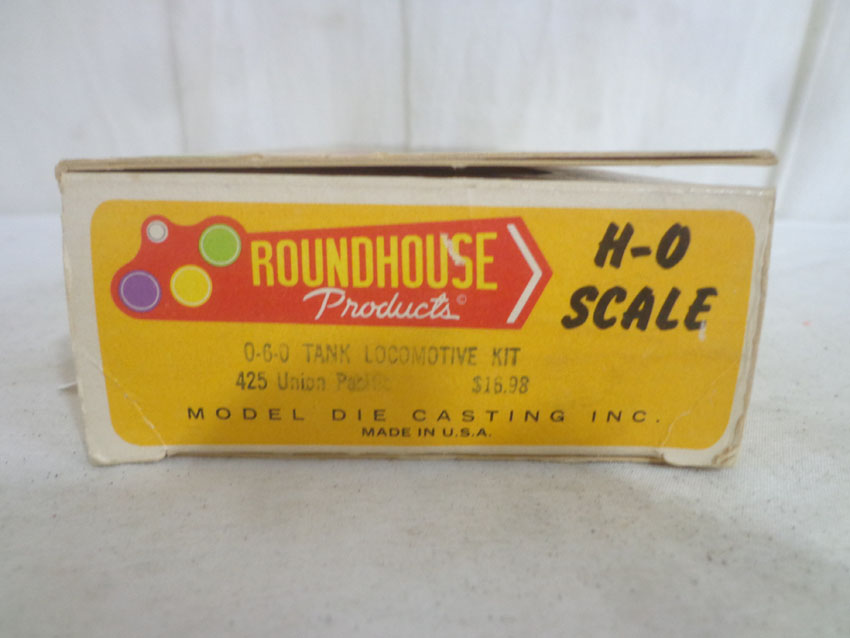 ROUNDHOUSE
Products ©
H-O
SCALE
0-6-0 TANK LOCOMOTIVE KIT
425 Union $16.98
MODEL DIE CASTING INC.
MADE IN U.S.A.